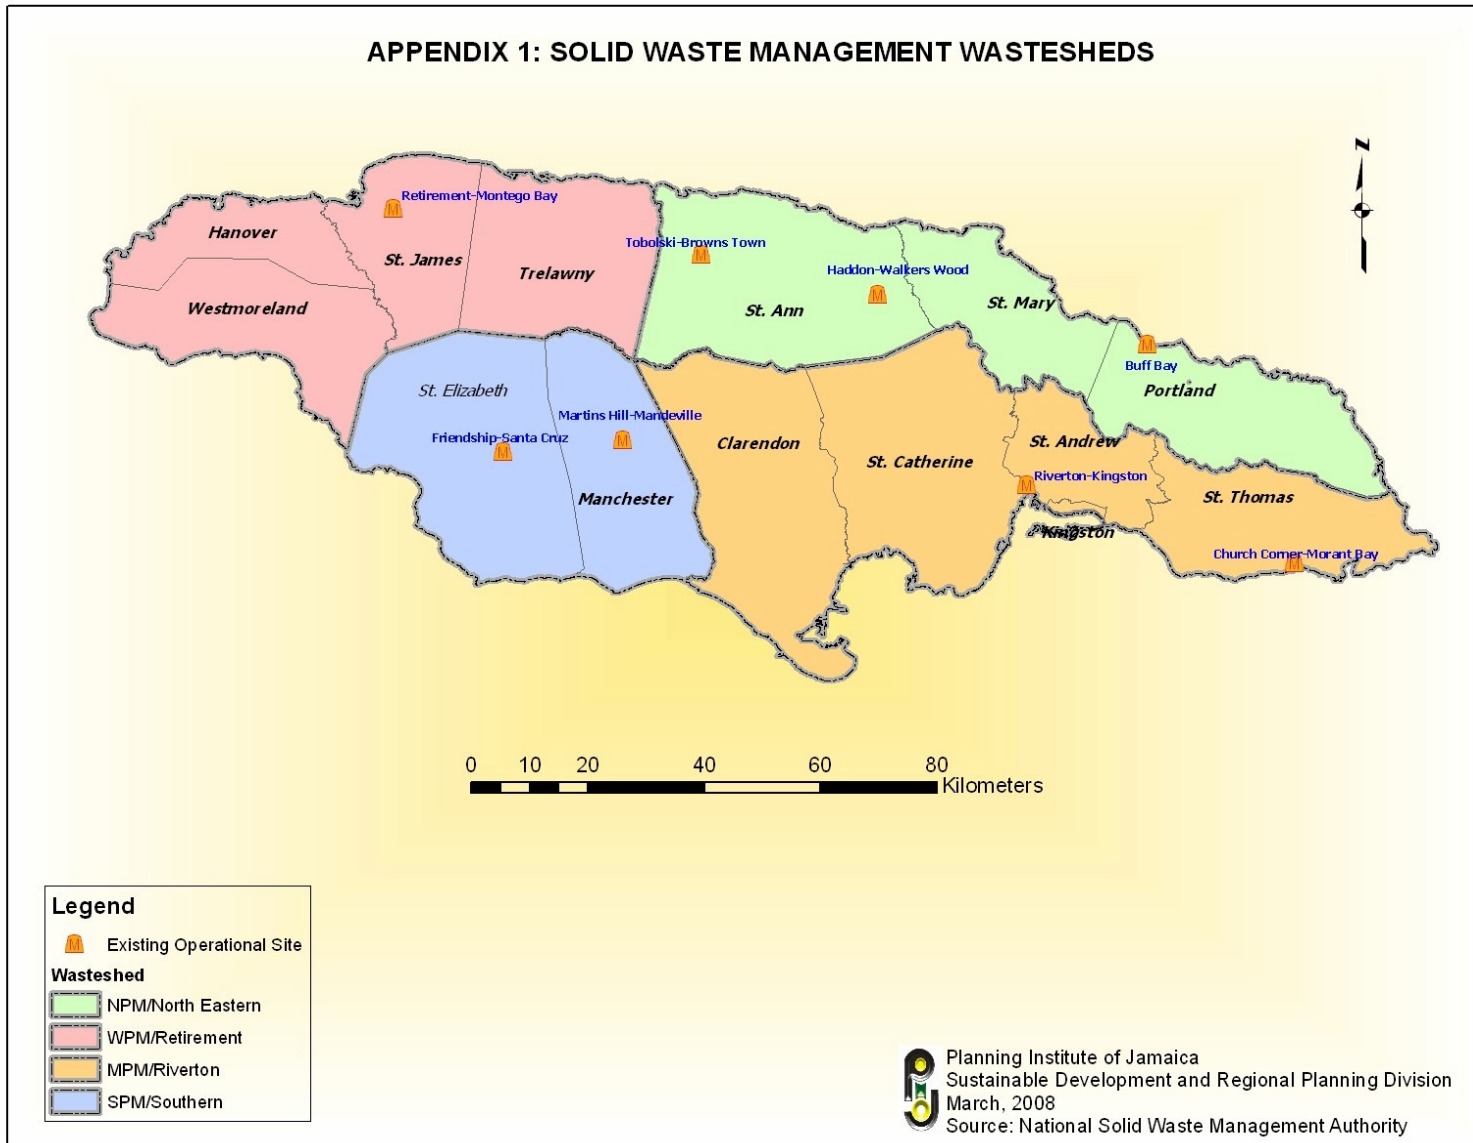 APPENDIX 1: SOLID WASTE MANAGEMENT WASTESHEDS
N
Retirement-Montego Bay
Hanover
St. James
Trelawny
Westmoreland
Tobolski-Browns Town
Haddon-Walkers Wood
St. Ann
St. Mary
Buff Bay
Portland
St. Elizabeth
Martins Hill-Mandeville
Friendship-Santa Cruz
Manchester
Clarendon
St. Catherine
St. Andrew
Riverton-Kingston
St. Thomas
Kingston
Church Corner-Morant Bay
0 10 20 40 60 80
Kilometers
Legend
M Existing Operational Site
Wasteshed
NPM/North Eastern
WPM/Retirement
MPM/Riverton
SPM/Southern
Planning Institute of Jamaica
Sustainable Development and Regional Planning Division
March, 2008
Source: National Solid Waste Management Authority